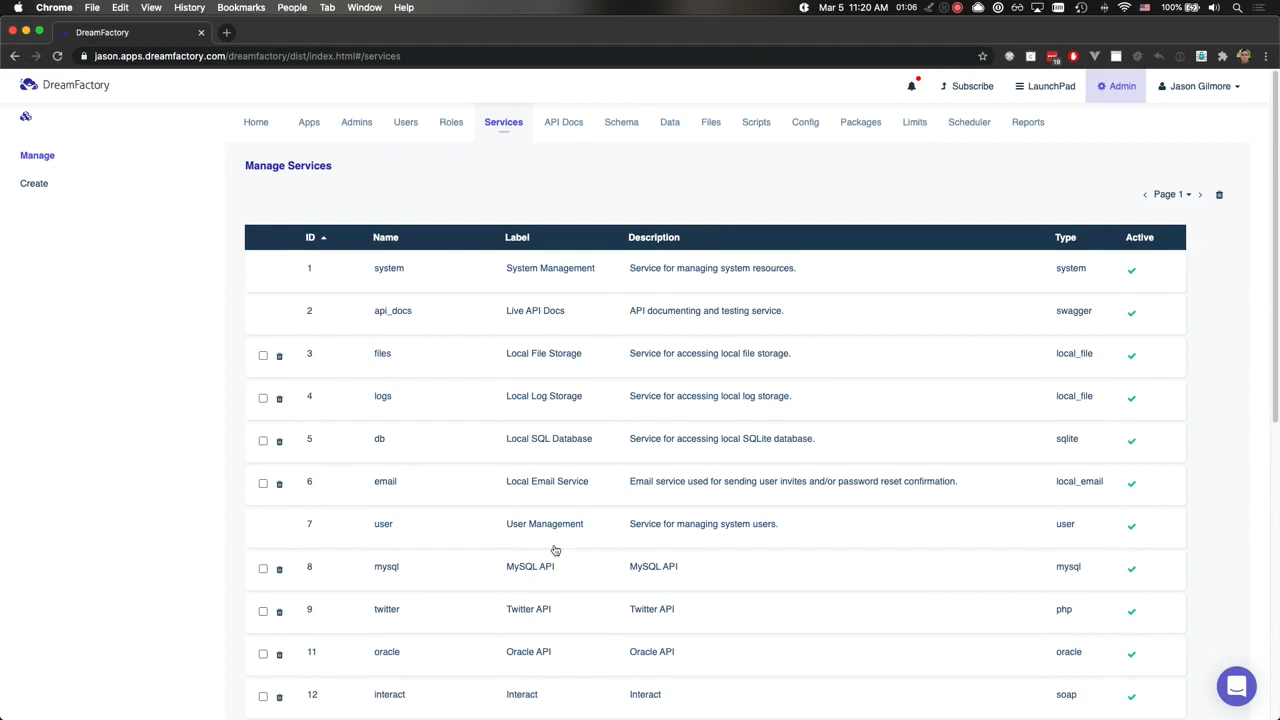 Chrome File Edit View History Bookmarks People Tab Window Help Mar 5 11:20 AM 01:06 100%
DreamFactory
jason.apps.dreamfactory.com/dreamfactory/dist/index.html#/services
19
DreamFactory Subscribe LaunchPad Admin Jason Gilmore
Home Apps Admins Users Roles Services API Docs Schema Data Files Scripts Config Packages Limits Scheduler Reports
Manage
Create
Manage Services
Page 1
ID Name Label Description Type Active
1 system System Management Service for managing system resources. system
2 api_docs Live API Docs API documenting and testing service. swagger
3 files Local File Storage Service for accessing local file storage. local_file
4 logs Local Log Storage Service for accessing local log storage. local_file
5 db Local SQL Database Service for accessing local SQLite database. sqlite
6 email Local Email Service Email service used for sending user invites and/or password reset confirmation. local_email
7 user User Management Service for managing system users. user
8 mysql MySQL API MySQL API mysql
9 twitter Twitter API Twitter API php
11 oracle Oracle API Oracle API oracle
12 interact Interact Interact soap